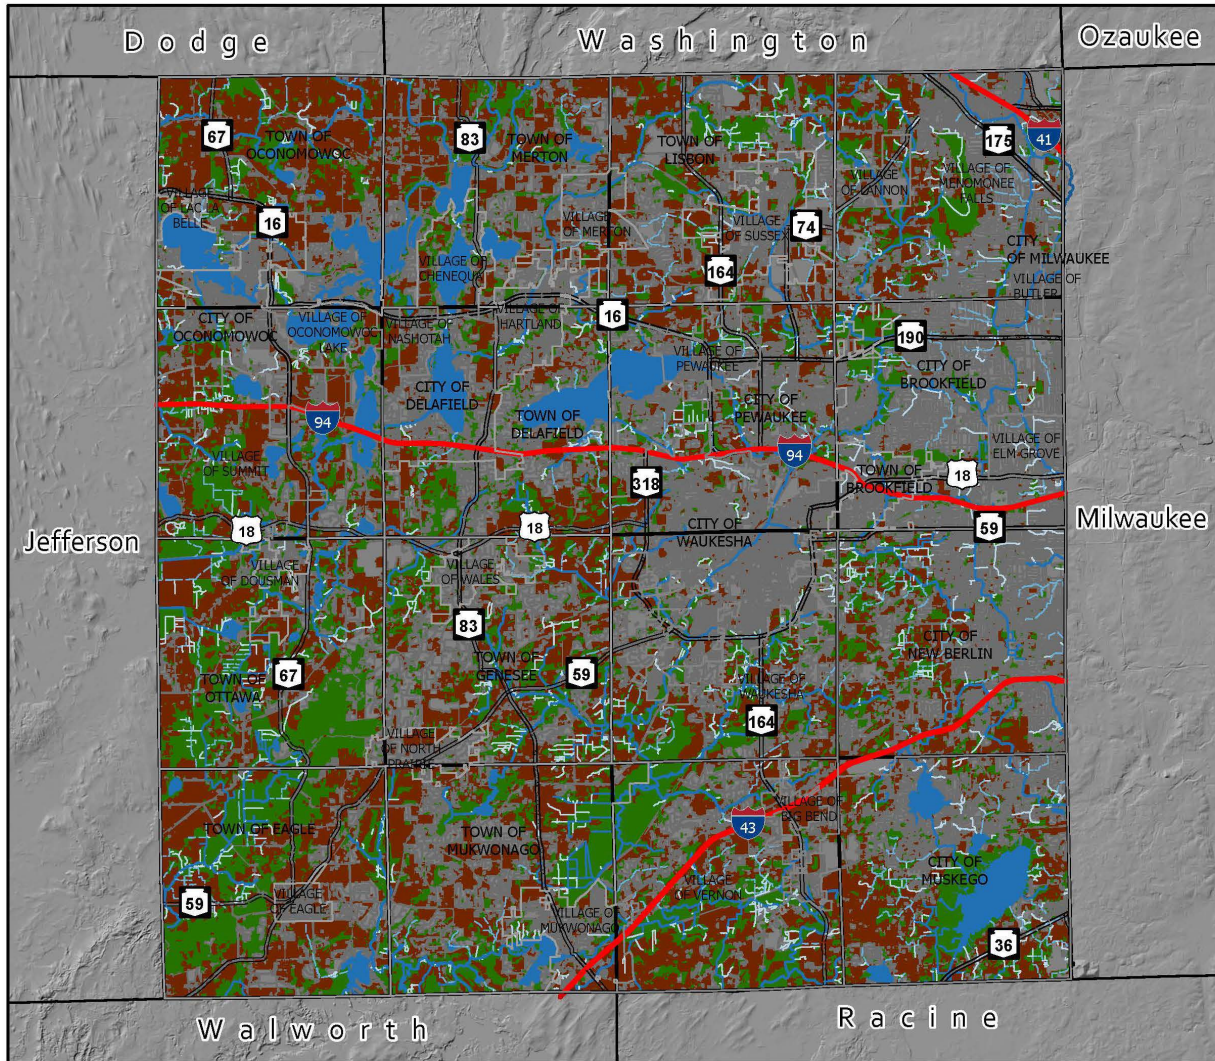 Dodge
Washington
Ozaukee
67
TOWN OF
OCONOMOWOC
83
TOWN OF
MERTON
TOWN OF
LISBON
175
41
VILLAGE OF
LAC LA
BELLE
16
VILLAGE
OF MERTON
VILLAGE
OF SUSSEX
74
VILLAGE
OF LANNON
VILLAGE OF
MENOMONEE
FALLS
CITY
OF MILWAUKEE
VILLAGE OF
CHENEQUA
164
VILLAGE OF
BUTLER
CITY OF
OCONOMOWOC
VILLAGE OF
OCONOMOWOC
LAKE
VILLAGE OF
NASHOTAH
VILLAGE OF
HARTLAND
16
VILLAGE OF
PEWAUKEE
190
CITY OF
BROOKFIELD
CITY OF
DELAFIELD
TOWN OF
DELAFIELD
CITY OF
PEWAUKEE
94
94
VILLAGE OF
ELM GROVE
VILLAGE
OF SUMMIT
318
TOWN OF
BROOKFIELD
18
Jefferson
18
18
CITY OF
WAUKESHA
59
Milwaukee
VILLAGE
OF DOUSMAN
VILLAGE
OF WALES
83
CITY OF
NEW BERLIN
TOWN OF
OTTAWA
67
TOWN OF
GENESEE
59
VILLAGE OF
WAUKESHA
164
VILLAGE
OF NORTH
PRAIRIE
TOWN OF EAGLE
TOWN OF
MUKWONAGO
43
VILLAGE OF
BIG BEND
CITY OF
MUSKEGO
59
VILLAGE
OF EAGLE
VILLAGE
OF VERNON
VILLAGE OF
MUKWONAGO
36
Walworth
Racine